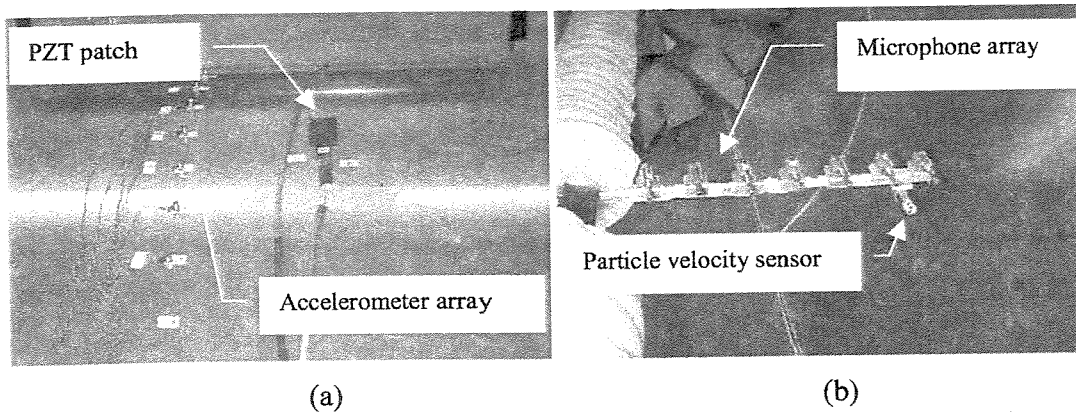 PZT patch
Accelerometer array
(a)
Microphone array
Particle velocity sensor
(b)